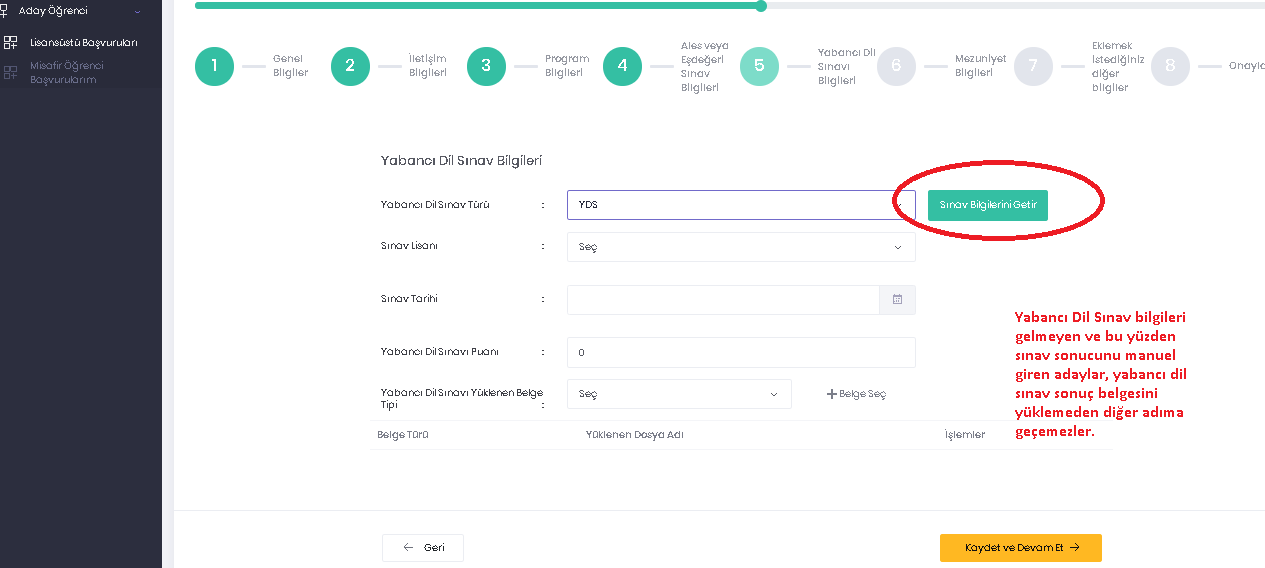 Aday Öğrenci
Lisansüstü Başvuruları
Misafir Öğrenci
Başvurularım
1
Genel
Bilgiler
2
İletişim
Bilgileri
3
Program
Bilgileri
4
Ales veya
Eşdeğeri
Sınav
Bilgileri
5
Yabancı Dil
Sınavı
Bilgileri
6
Mezuniyet
Bilgileri
7
Eklemek
İstediğiniz
diğer
bilgiler
8
Yabancı Dil Sınav Bilgileri
Yabancı Dil Sınav Türü : YDS Sınav Bilgilerini Getir
Sınav Lisanı : Seç
Sınav Tarihi :
Yabancı Dil Sınavı Puanı : 0
Yabancı Dil Sınavı Yüklenen Belge
Tipi : Seç Belge Seç
Belge Türü Yüklenen Dosya Adı İşlemler
Yabancı Dil Sınav bilgileri
gelmeyen ve bu yüzden
sınav sonucunu manuel
giren adaylar, yabancı dil
sınav sonuç belgesini
yüklemeden diğer adıma
geçemezler.
Geri
Kaydet ve Devam Et